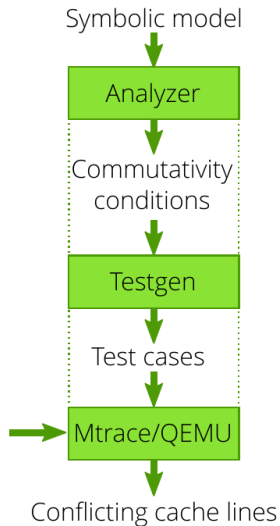 Symbolic model
Analyzer
Commutativity
conditions
Testgen
Test cases
Mtrace/QEMU
Conflicting cache lines